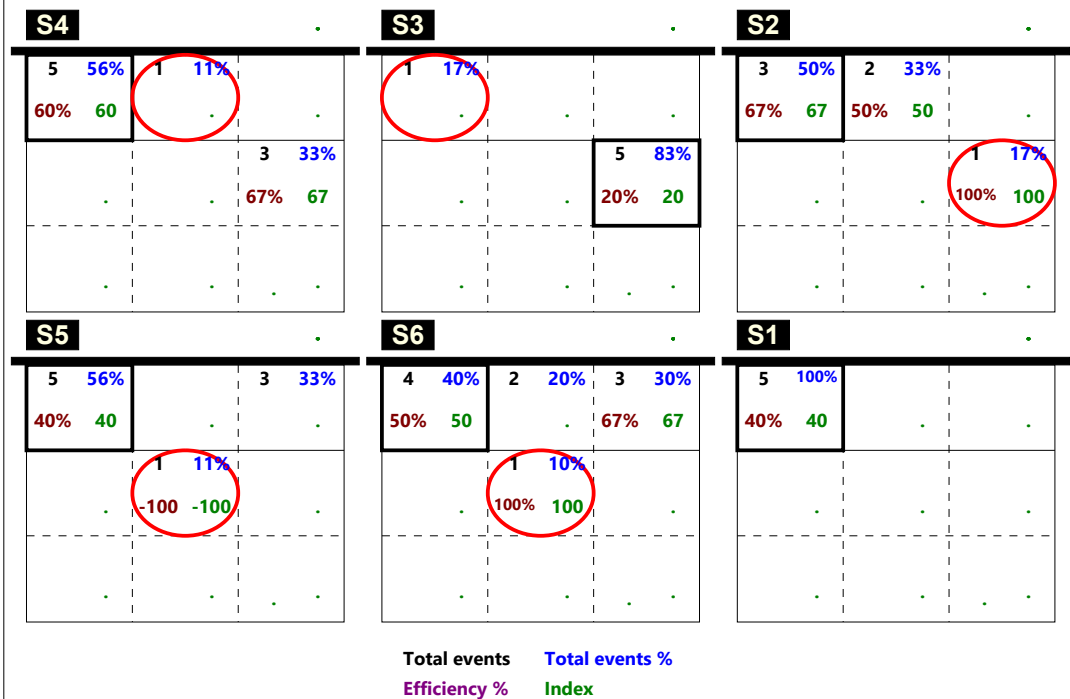 S4 S3 S2
5 56% 1 11% 1 17% 3 50% 2 33%
60% 60 . . . . . 67% 67 50% 50 .
3 33% 5 83% 1 17%
. . 67% 67 . . 20% 20 . . 100% 100
. . . . . . . . . . . .
S5 S6 S1
5 56% 3 33% 4 40% 2 20% 3 30% 5 100%
40% 40 . . 50% 50 . 67% 67 40% 40 . .
1 11% 1 10%
. -100 -100 . . 100% 100 . . . .
. . . . . . . . . . . .
Total events Total events %
Efficiency % Index